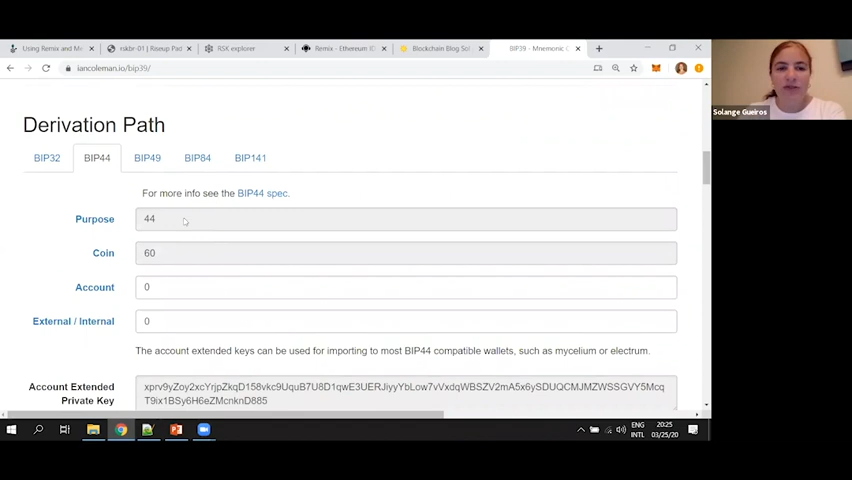 Using Remix and Me
rskbr-01 | Riseup Pad
RSK explorer
Remix - Ethereum ID
Blockchain Blog Sol
BIP39 - Mnemonic C
iancoleman.io/bip39/
Solange Gueiros
Derivation Path
BIP32
BIP44
BIP49
BIP84
BIP141
For more info see the BIP44 spec.
Purpose
44
Coin
60
Account
0
External / Internal
0
The account extended keys can be used for importing to most BIP44 compatible wallets, such as mycelium or electrum.
Account Extended
Private Key
xprv9yZoy2xcYrjpZkqD158vkc9UquB7U8D1qwE3UERJiyyYbLow7vVxdqWBSZV2mA5x6ySDUQCMJMZWSSGVY5Mcq
T9ix1BSy6H6eZMcnknD885
ENG
INTL
20:25
03/25/20